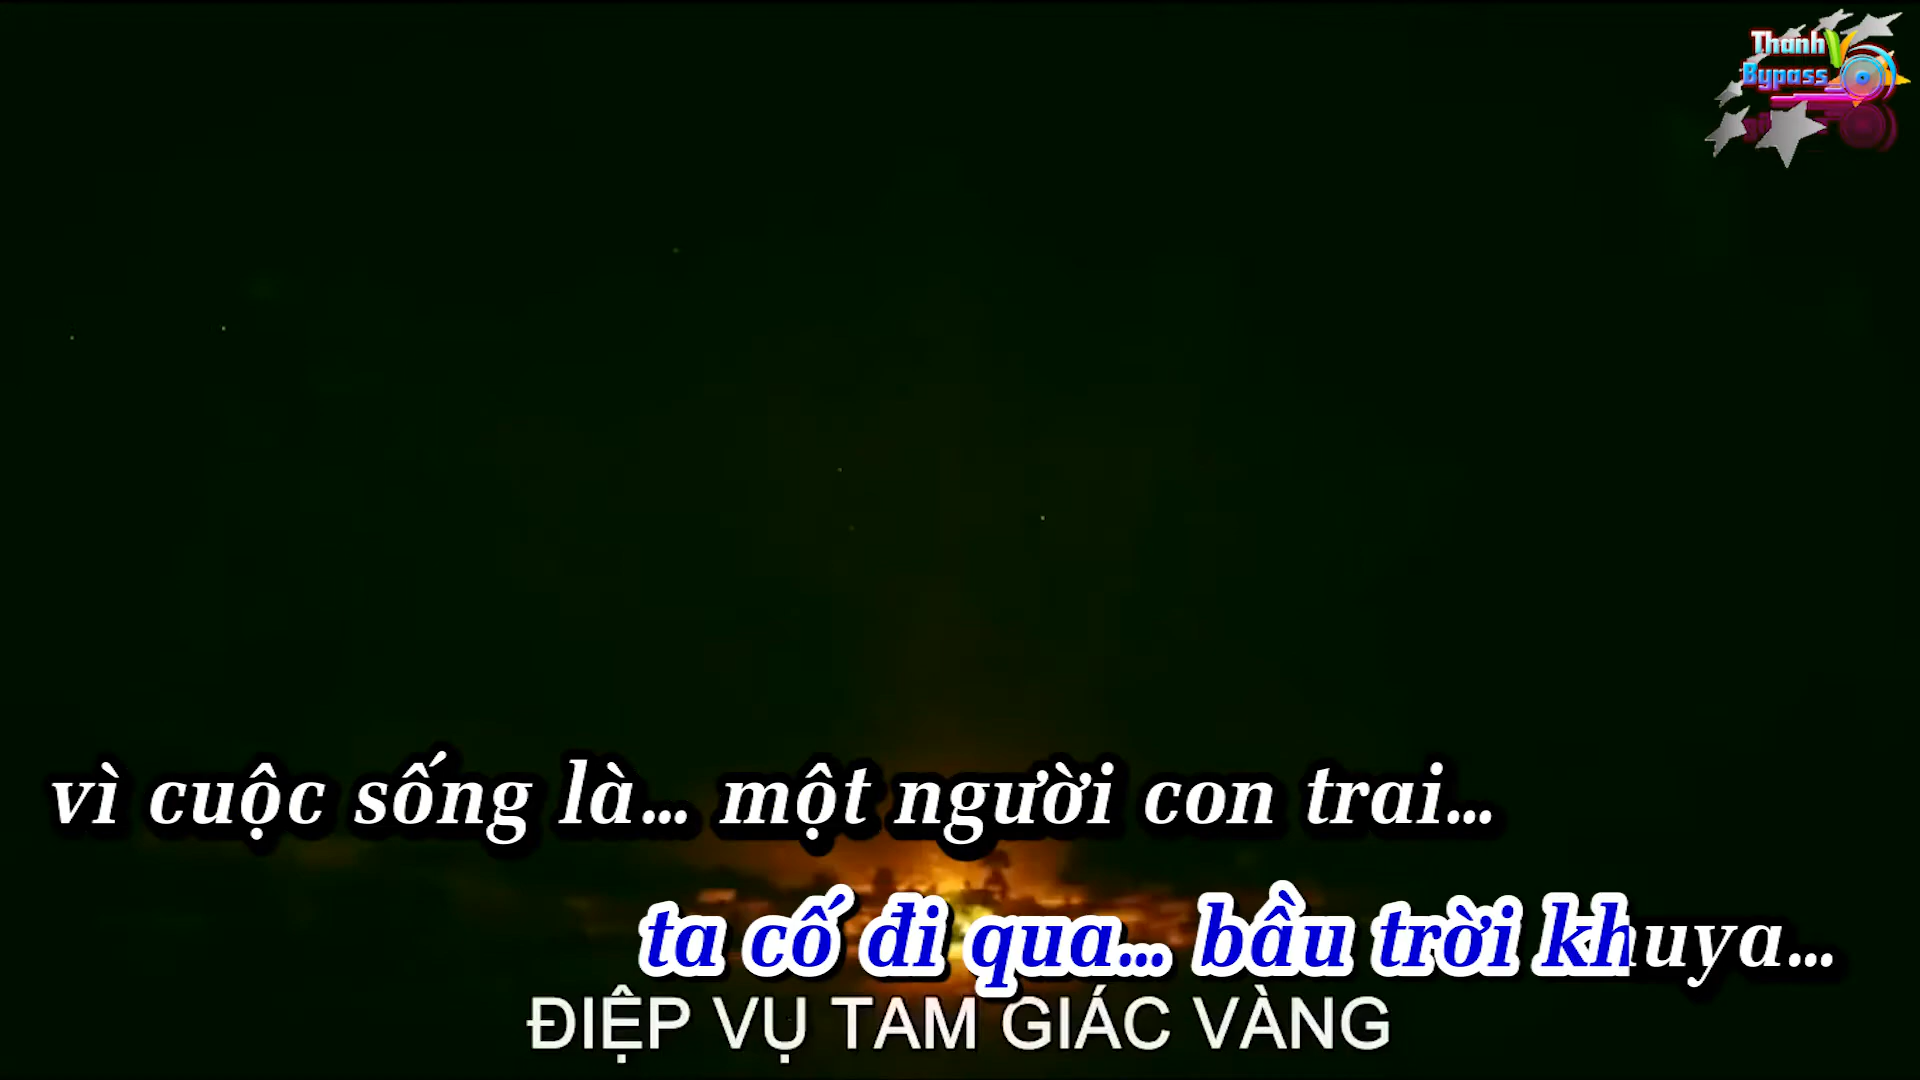 Thanh
Bypass
vì cuộc sống là... một người con trai...
ta cố đi qua... bầu trời khuya...
ĐIỆP VỤ TAM GIÁC VÀNG